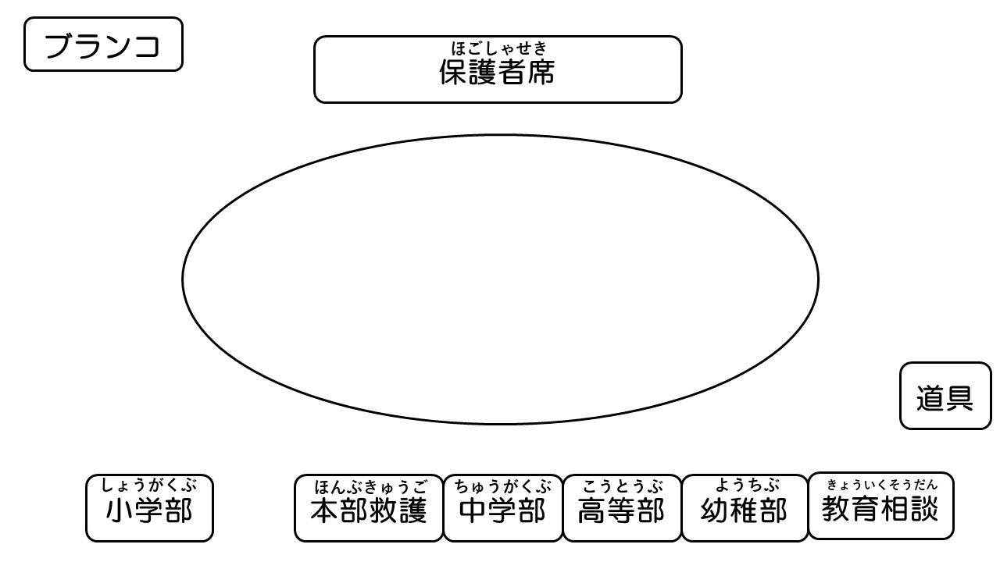 ブランコ
ほごしゃせき
保護者席
道具
しょうがくぶ
小学部
ほんぶきゅうご
本部救護
ちゅうがくぶ
中学部
こうとうぶ
高等部
ようちぶ
幼稚部
きょういくそうだん
教育相談